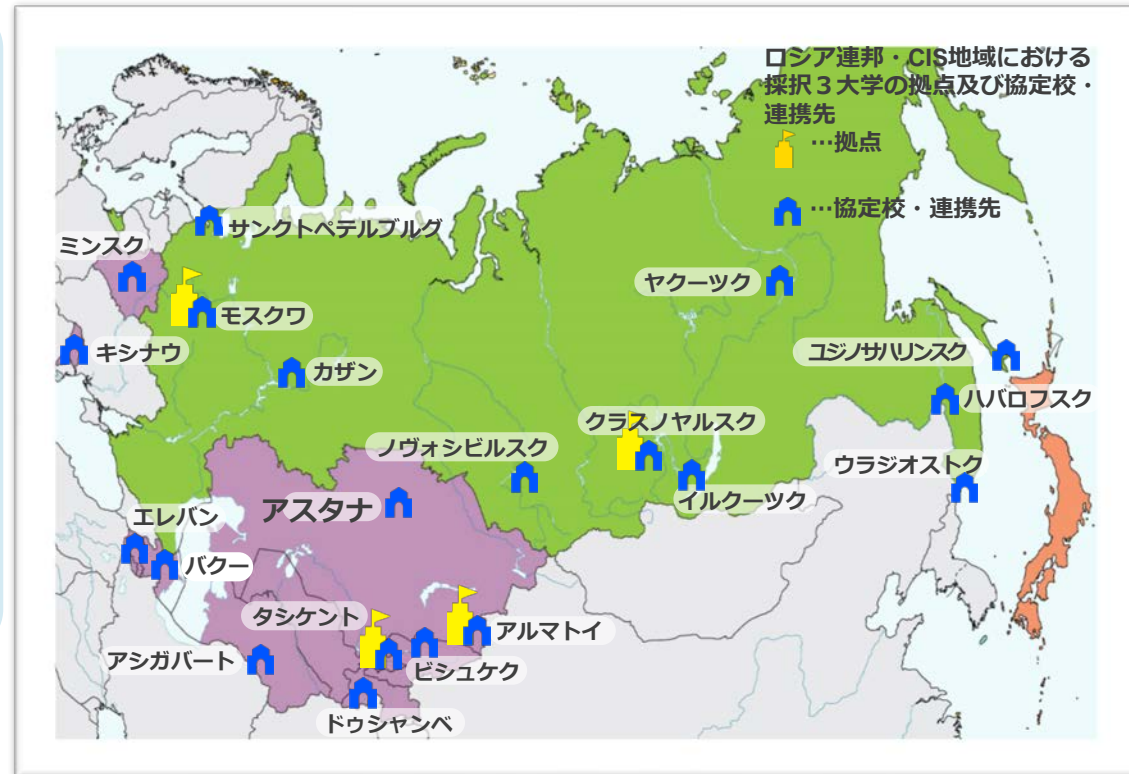 ロシア連邦・CIS地域における
採択３大学の拠点及び協定校・
連携先
…拠点
…協定校・連携先
サンクトペテルブルグ
ミンスク
モスクワ
キシナウ
カザン
ヤクーツク
ユジノサハリンスク
ハバロフスク
クラスノヤルスク
ノヴォシビルスク
ウラジオストク
イルクーツク
アスタナ
エレバン
バクー
タシケント
アルマトイ
アシガバート
ビシュケク
ドゥシャンベ